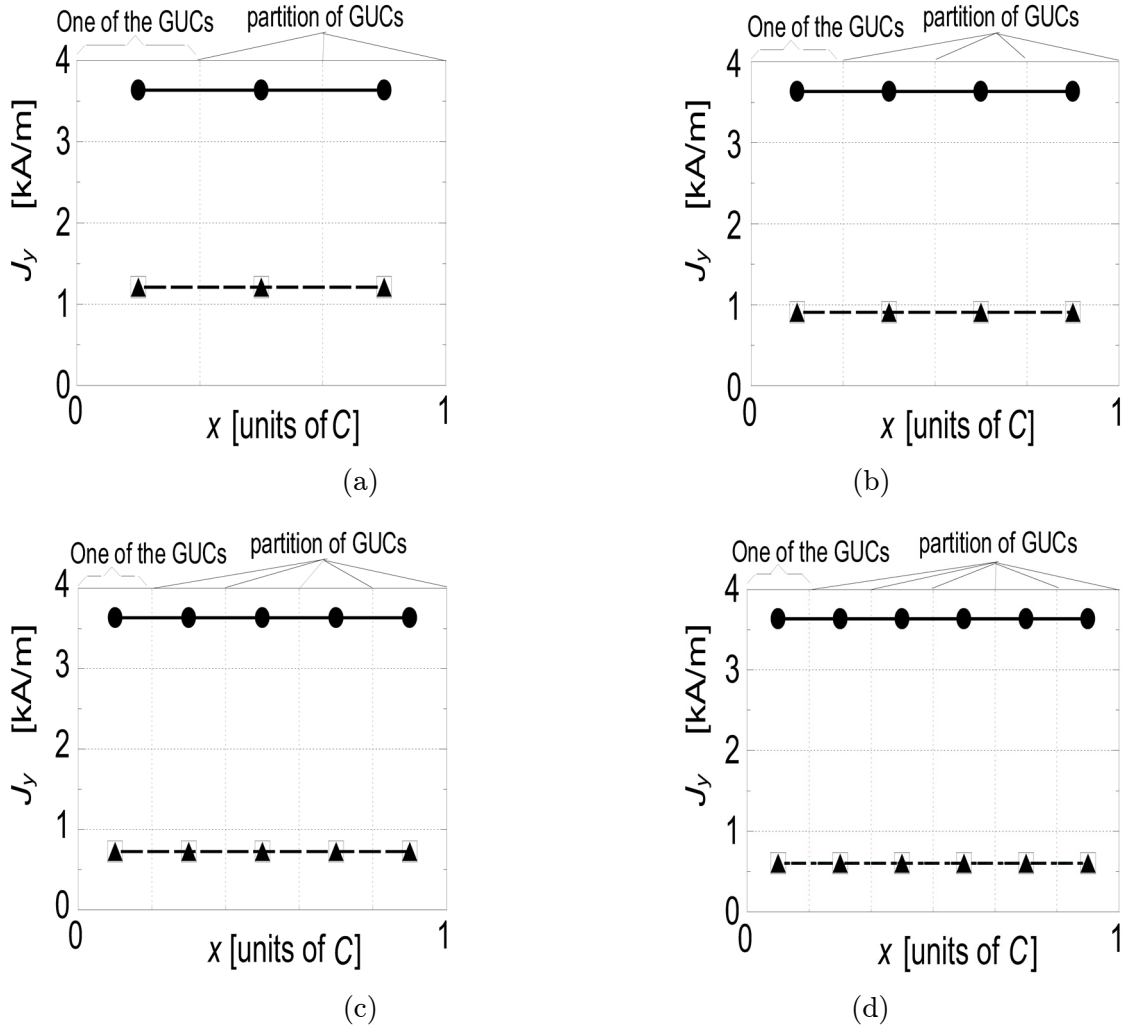 One of the GUCs
partition of GUCs
4
3
2
1
0
J_y [kA/m]
0
1
x [units of C]
(a)
One of the GUCs
partition of GUCs
4
3
2
1
0
J_y [kA/m]
0
1
x [units of C]
(b)
One of the GUCs
partition of GUCs
4
3
2
1
0
J_y [kA/m]
0
1
x [units of C]
(c)
One of the GUCs
partition of GUCs
4
3
2
1
0
J_y [kA/m]
0
1
x [units of C]
(d)